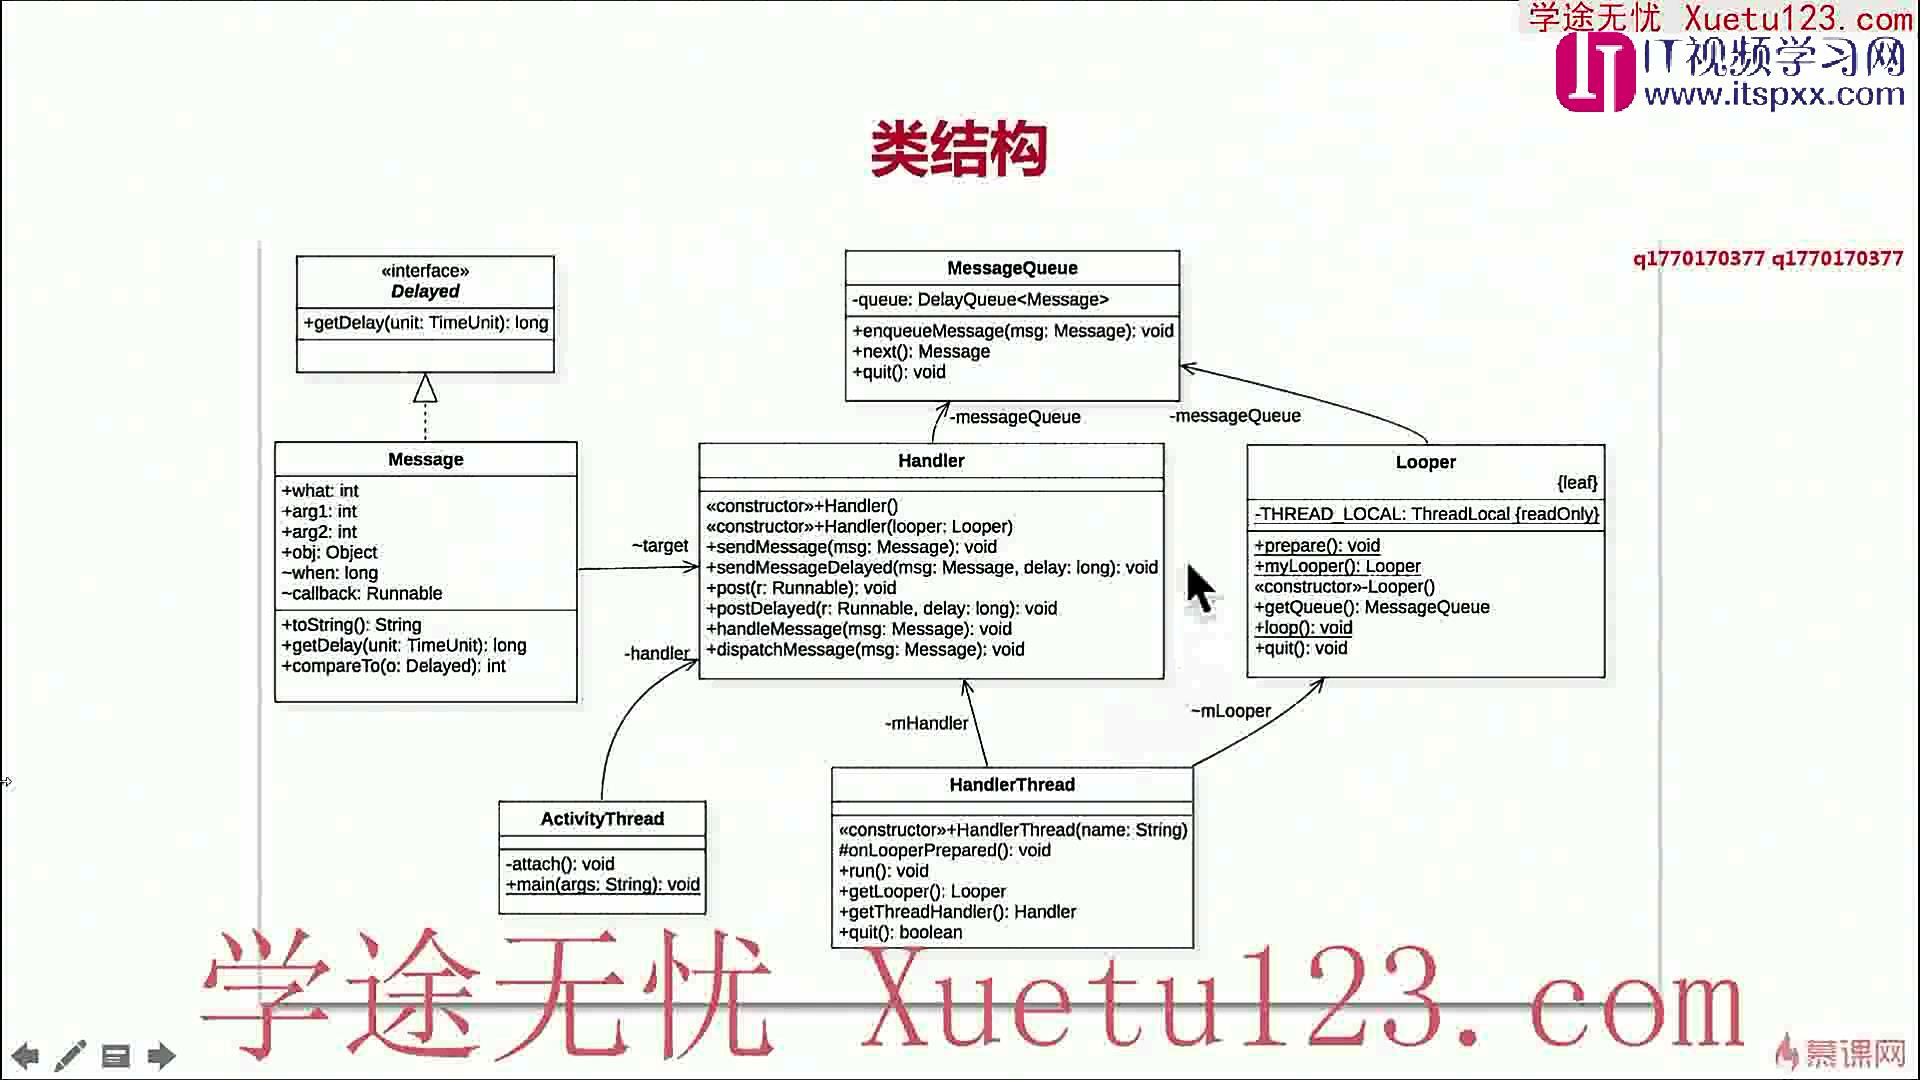 学途无忧 Xuetu123.com
IT视频学习网
www.itspxx.com
类结构
q1770170377 q1770170377
«interface»
Delayed
+getDelay(unit: TimeUnit): long
MessageQueue
-queue: DelayQueue<Message>
+enqueueMessage(msg: Message): void
+next(): Message
+quit(): void
-messageQueue
-messageQueue
Message
+what: int
+arg1: int
+arg2: int
+obj: Object
~when: long
~callback: Runnable
+toString(): String
+getDelay(unit: TimeUnit): long
+compareTo(o: Delayed): int
~target
-handler
Handler
«constructor»+Handler()
«constructor»+Handler(looper: Looper)
+sendMessage(msg: Message): void
+sendMessageDelayed(msg: Message, delay: long): void
+post(r: Runnable): void
+postDelayed(r: Runnable, delay: long): void
+handleMessage(msg: Message): void
+dispatchMessage(msg: Message): void
Looper
{leaf}
-THREAD_LOCAL: ThreadLocal {readOnly}
+prepare(): void
+myLooper(): Looper
«constructor»-Looper()
+getQueue(): MessageQueue
+loop(): void
+quit(): void
-mHandler
~mLooper
ActivityThread
-attach(): void
+main(args: String): void
HandlerThread
«constructor»+HandlerThread(name: String)
#onLooperPrepared(): void
+run(): void
+getLooper(): Looper
+getThreadHandler(): Handler
+quit(): boolean
学途无忧 Xuetu123.com
慕课网